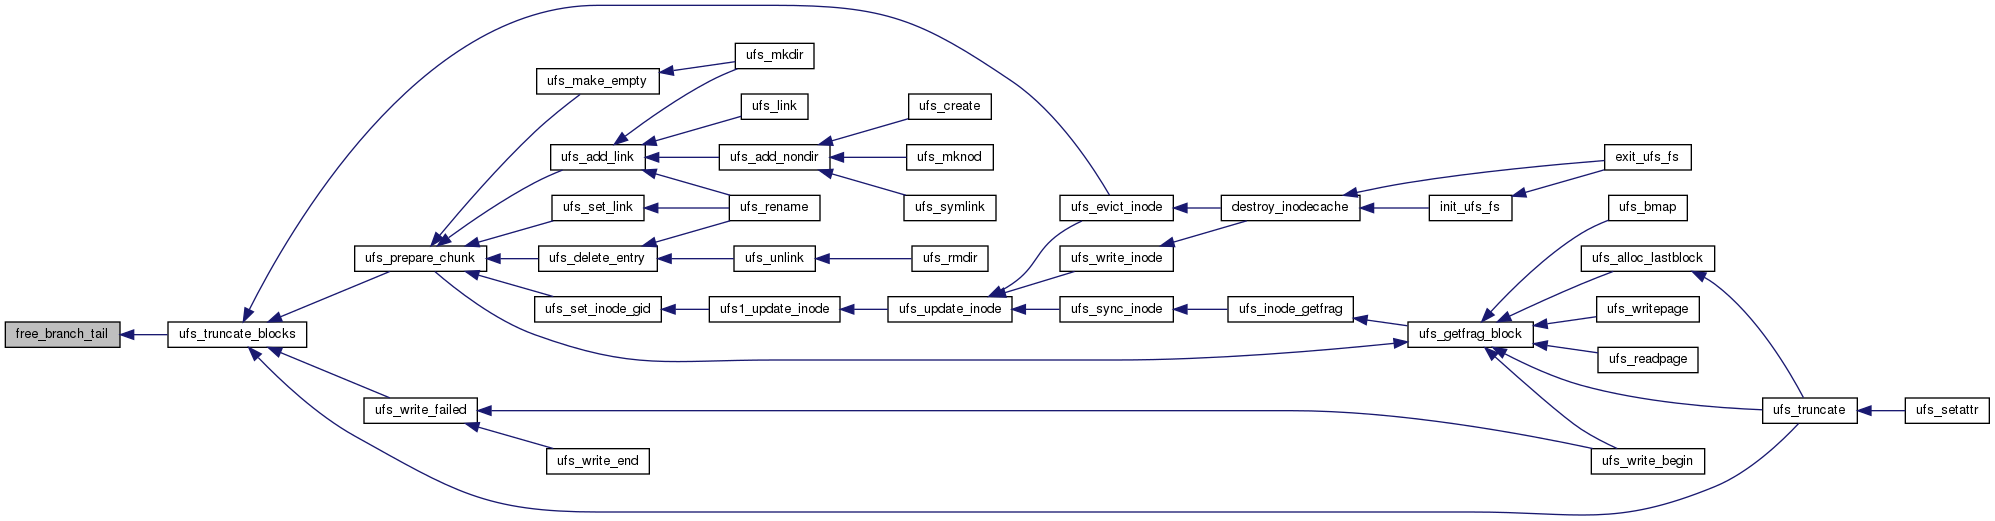 free_branch_tail
ufs_truncate_blocks
ufs_prepare_chunk
ufs_write_failed
ufs_make_empty
ufs_add_link
ufs_set_link
ufs_delete_entry
ufs_set_inode_gid
ufs_write_end
ufs_mkdir
ufs_link
ufs_add_nondir
ufs_rename
ufs_unlink
ufs1_update_inode
ufs_create
ufs_mknod
ufs_symlink
ufs_rmdir
ufs_update_inode
ufs_evict_inode
ufs_write_inode
ufs_sync_inode
destroy_inodecache
ufs_inode_getfrag
init_ufs_fs
ufs_getfrag_block
exit_ufs_fs
ufs_bmap
ufs_alloc_lastblock
ufs_writepage
ufs_readpage
ufs_write_begin
ufs_truncate
ufs_setattr